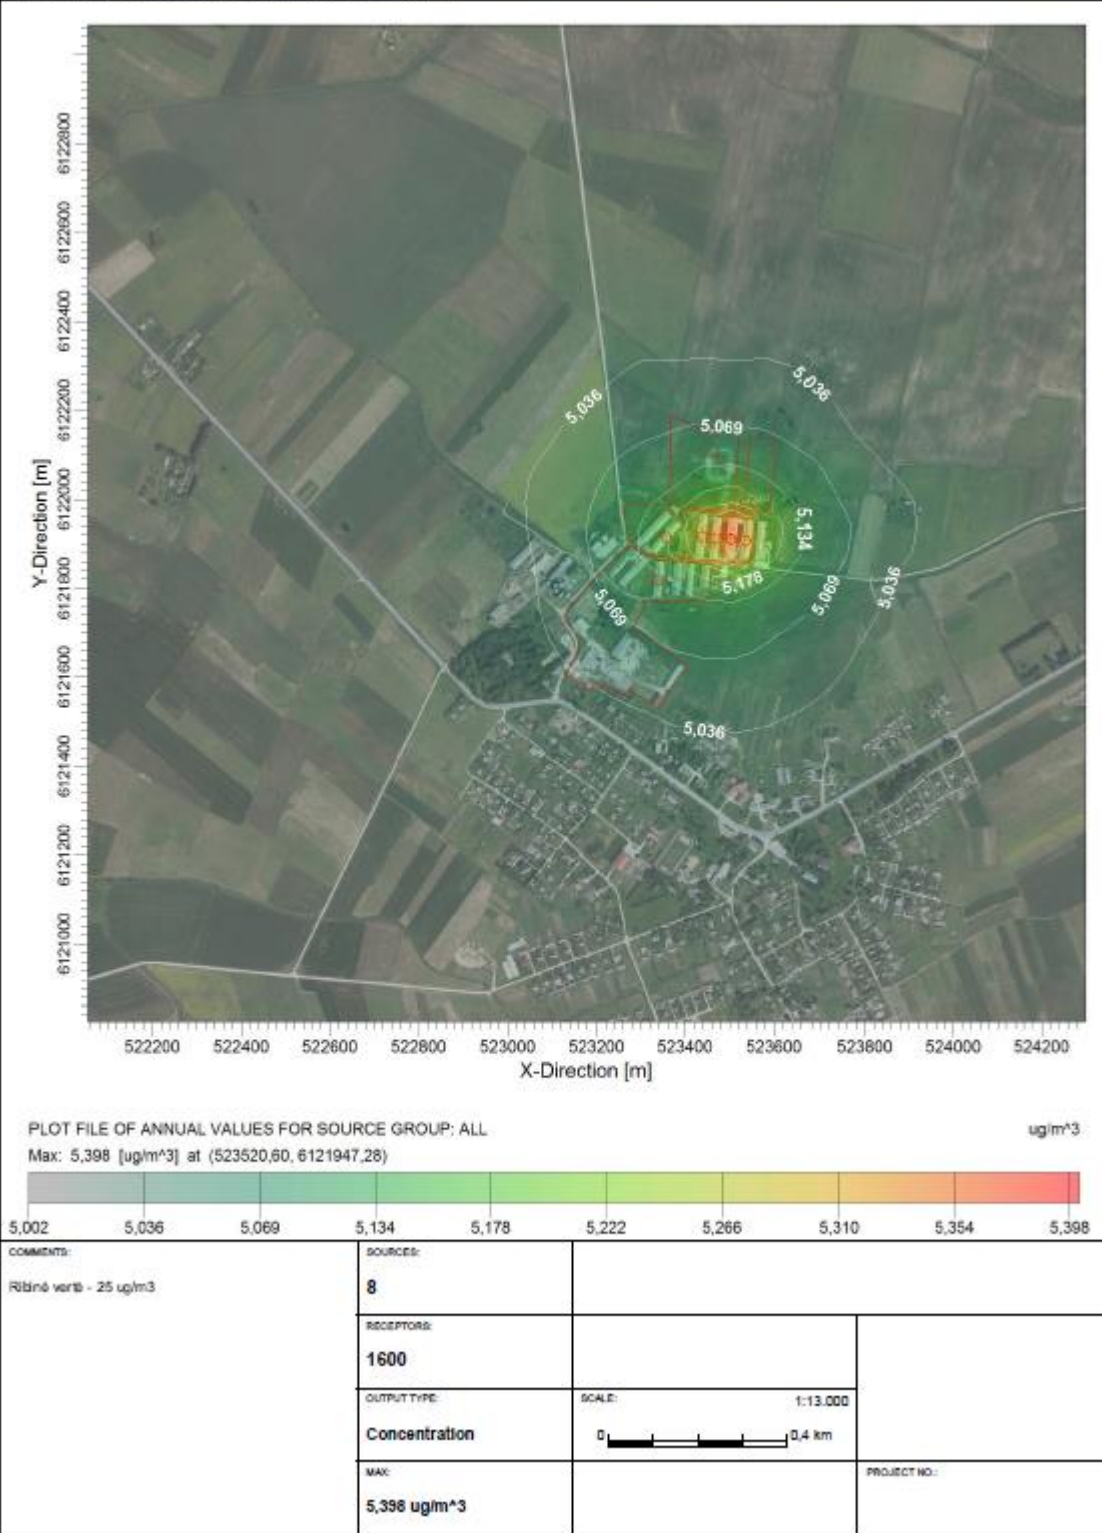 Y-Direction [m]
6122800
6122600
6122400
6122200
6122000
6121800
6121600
6121400
6121200
6121000
5,036
5,036
5,069
5,134
5,178
5,069
5,069
5,036
5,036
522200 522400 522600 522800 523000 523200 523400 523600 523800 524000 524200
X-Direction [m]
PLOT FILE OF ANNUAL VALUES FOR SOURCE GROUP: ALL ug/m^3
Max: 5,398 [ug/m^3] at (523520,60, 6121947,28)
5,002 5,036 5,069 5,134 5,178 5,222 5,266 5,310 5,354 5,398
COMMENTS:
Ribinė vertė - 25 ug/m3
SOURCES:
8
RECEPTORS:
1600
OUTPUT TYPE:
Concentration
SCALE: 1:13.000
0 0,4 km
MAX:
5,398 ug/m^3
PROJECT NO.: